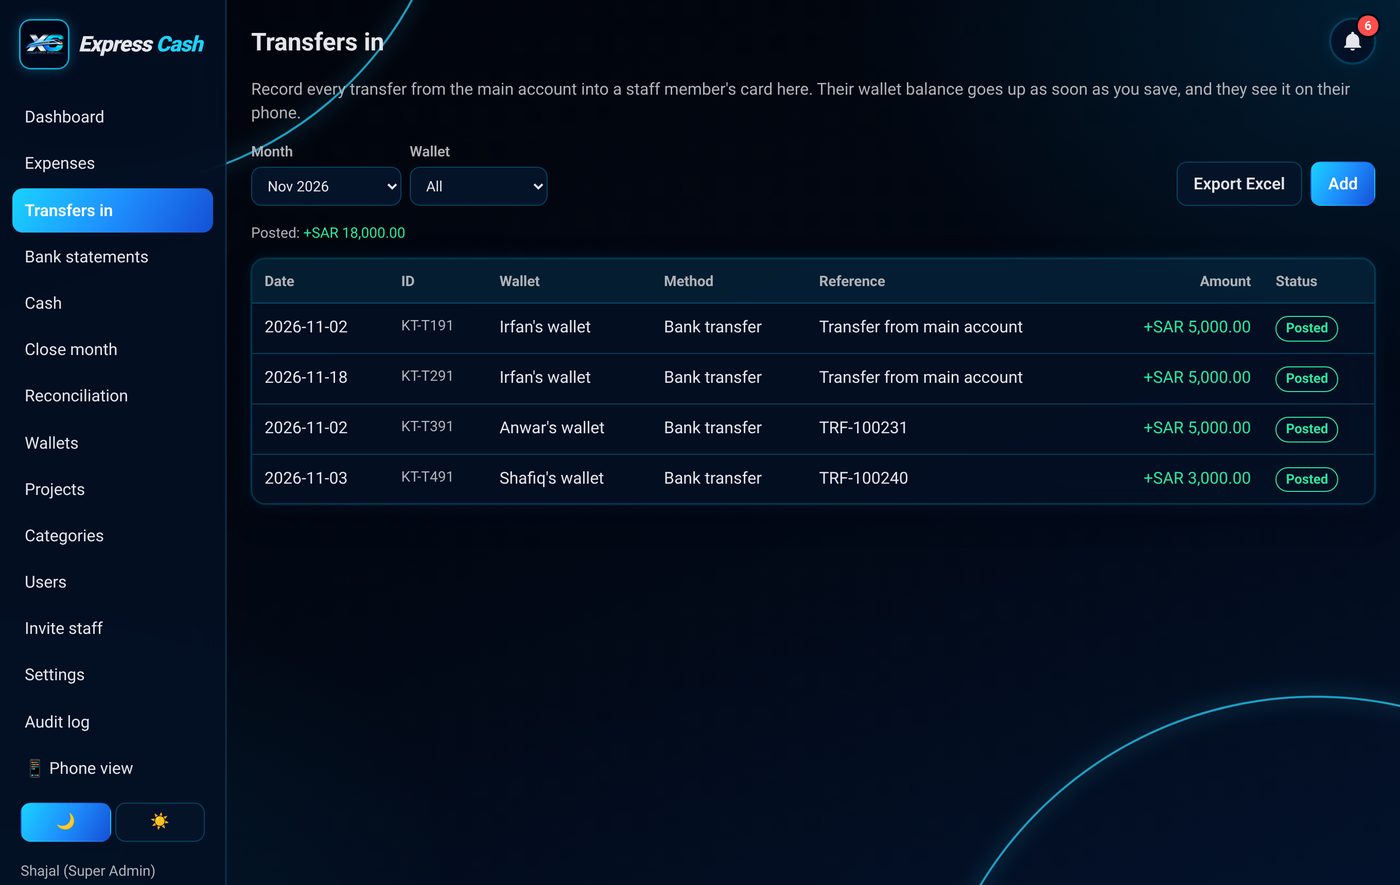 Express Cash
Dashboard
Expenses
Transfers in
Bank statements
Cash
Close month
Reconciliation
Wallets
Projects
Categories
Users
Invite staff
Settings
Audit log
📱 Phone view
🌙 ☀️
Shajal (Super Admin)
Transfers in
6
Record every transfer from the main account into a staff member's card here. Their wallet balance goes up as soon as you save, and they see it on their
phone.
Month Wallet
Nov 2026 All Export Excel Add
Posted: +SAR 18,000.00
Date ID Wallet Method Reference Amount Status
2026-11-02 KT-T191 Irfan's wallet Bank transfer Transfer from main account +SAR 5,000.00 Posted
2026-11-18 KT-T291 Irfan's wallet Bank transfer Transfer from main account +SAR 5,000.00 Posted
2026-11-02 KT-T391 Anwar's wallet Bank transfer TRF-100231 +SAR 5,000.00 Posted
2026-11-03 KT-T491 Shafiq's wallet Bank transfer TRF-100240 +SAR 3,000.00 Posted